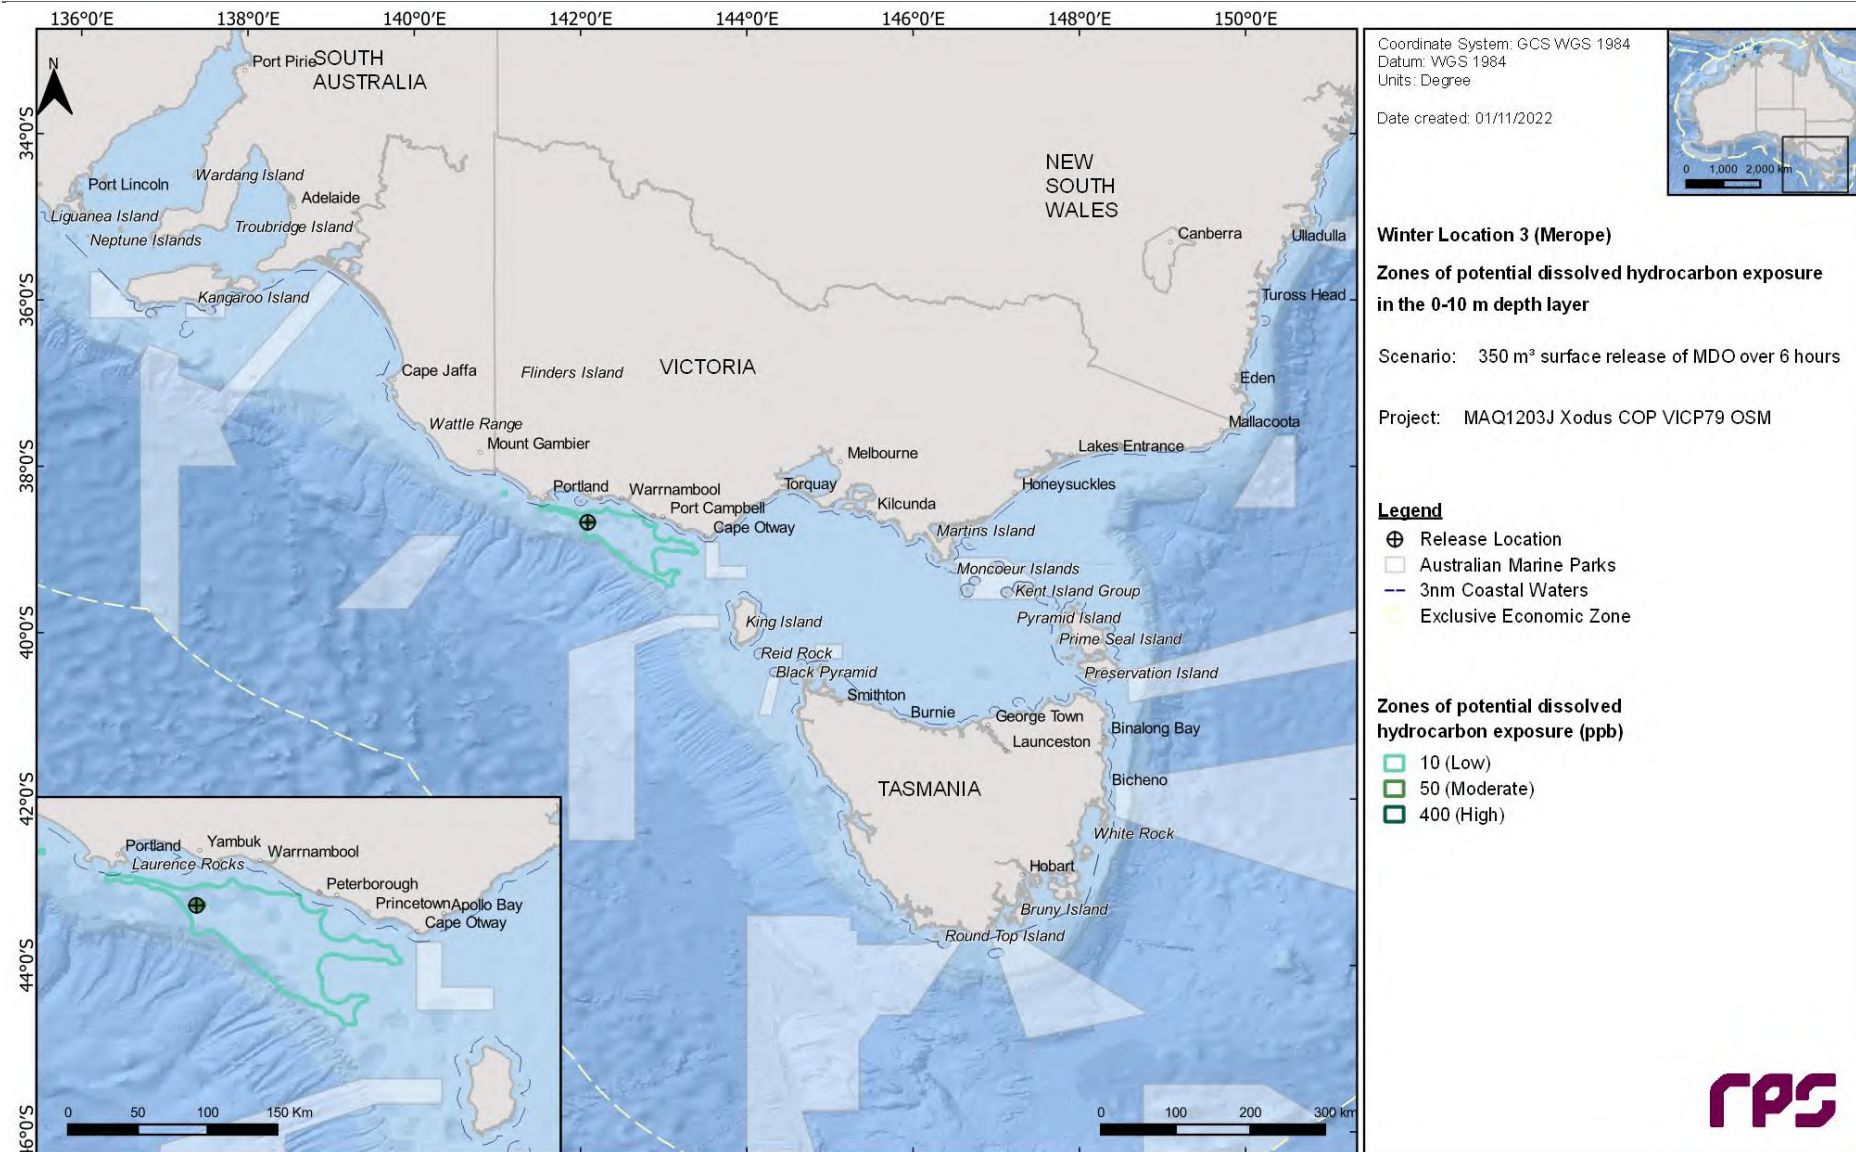 136°0'E 138°0'E 140°0'E 142°0'E 144°0'E 146°0'E 148°0'E 150°0'E
34°0'S
36°0'S
38°0'S
40°0'S
42°0'S
44°0'S
46°0'S
N
Port Pirie
SOUTH
AUSTRALIA
Port Lincoln
Wardang Island
Adelaide
Liguanea Island
Troubridge Island
Neptune Islands
Kangaroo Island
NEW
SOUTH
WALES
Canberra
Ulladulla
Tuross Head
Cape Jaffa
Flinders Island
VICTORIA
Eden
Wattle Range
Mount Gambier
Mallacoota
Melbourne
Lakes Entrance
Portland
Warrnambool
Torquay
Honeysuckles
Port Campbell
Kilcunda
Cape Otway
Martins Island
Moncoeur Islands
Kent Island Group
King Island
Pyramid Island
Prime Seal Island
Reid Rock
Black Pyramid
Preservation Island
Smithton
Burnie
George Town
Binalong Bay
Launceston
TASMANIA
Bicheno
White Rock
Hobart
Bruny Island
Round Top Island
0 100 200 300 km
Portland
Yambuk
Warrnambool
Laurence Rocks
Peterborough
Princetown
Apollo Bay
Cape Otway
0 50 100 150 Km
Coordinate System: GCS WGS 1984
Datum: WGS 1984
Units: Degree
Date created: 01/11/2022
0 1,000 2,000 km
Winter Location 3 (Merope)
Zones of potential dissolved hydrocarbon exposure
in the 0-10 m depth layer
Scenario: 350 m³ surface release of MDO over 6 hours
Project: MAQ1203J Xodus COP VICP79 OSM
Legend
Release Location
Australian Marine Parks
3nm Coastal Waters
Exclusive Economic Zone
Zones of potential dissolved
hydrocarbon exposure (ppb)
10 (Low)
50 (Moderate)
400 (High)
rps